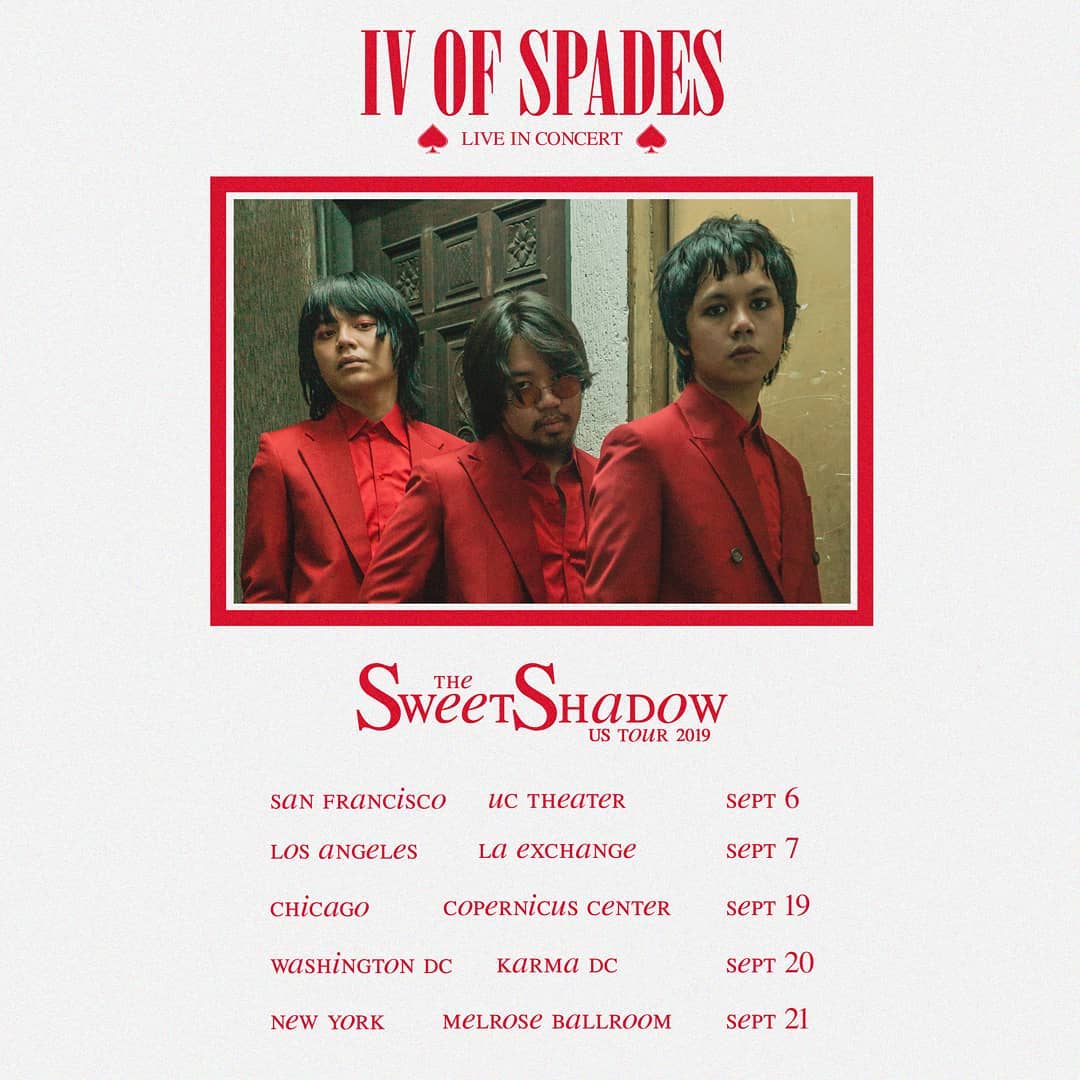 IV OF SPADES
LIVE IN CONCERT
THe
SweeTSHaDow
US Tour 2019
San Francisco UC Theater Sept 6
Los Angeles LA Exchange Sept 7
Chicago Copernicus Center Sept 19
Washington DC Karma DC Sept 20
New York Melrose Ballroom Sept 21